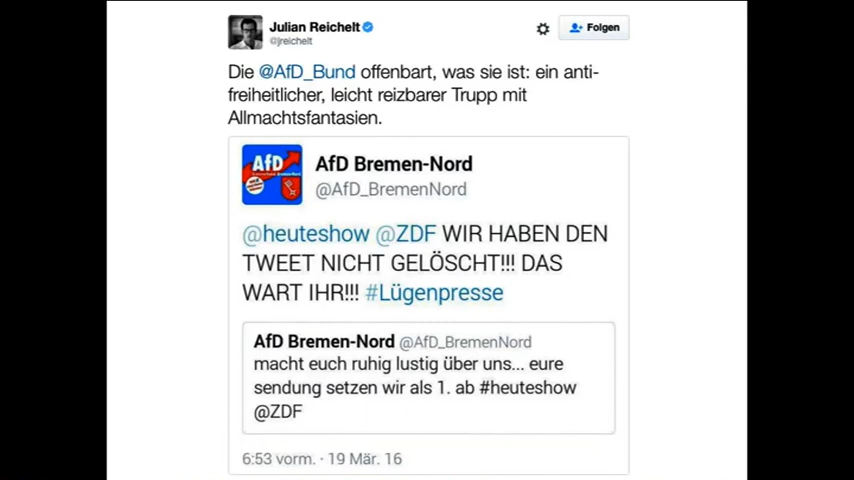 Julian Reichelt
@jreichelt
Folgen
Die @AfD_Bund offenbart, was sie ist: ein anti-
freiheitlicher, leicht reizbarer Trupp mit
Allmachtsfantasien.
AfD
AfD Bremen-Nord
@AfD_BremenNord
@heuteshow @ZDF WIR HABEN DEN
TWEET NICHT GELÖSCHT!!! DAS
WART IHR!!! #Lügenpresse
AfD Bremen-Nord @AfD_BremenNord
macht euch ruhig lustig über uns... eure
sendung setzen wir als 1. ab #heuteshow
@ZDF
6:53 vorm. · 19 Mär. 16